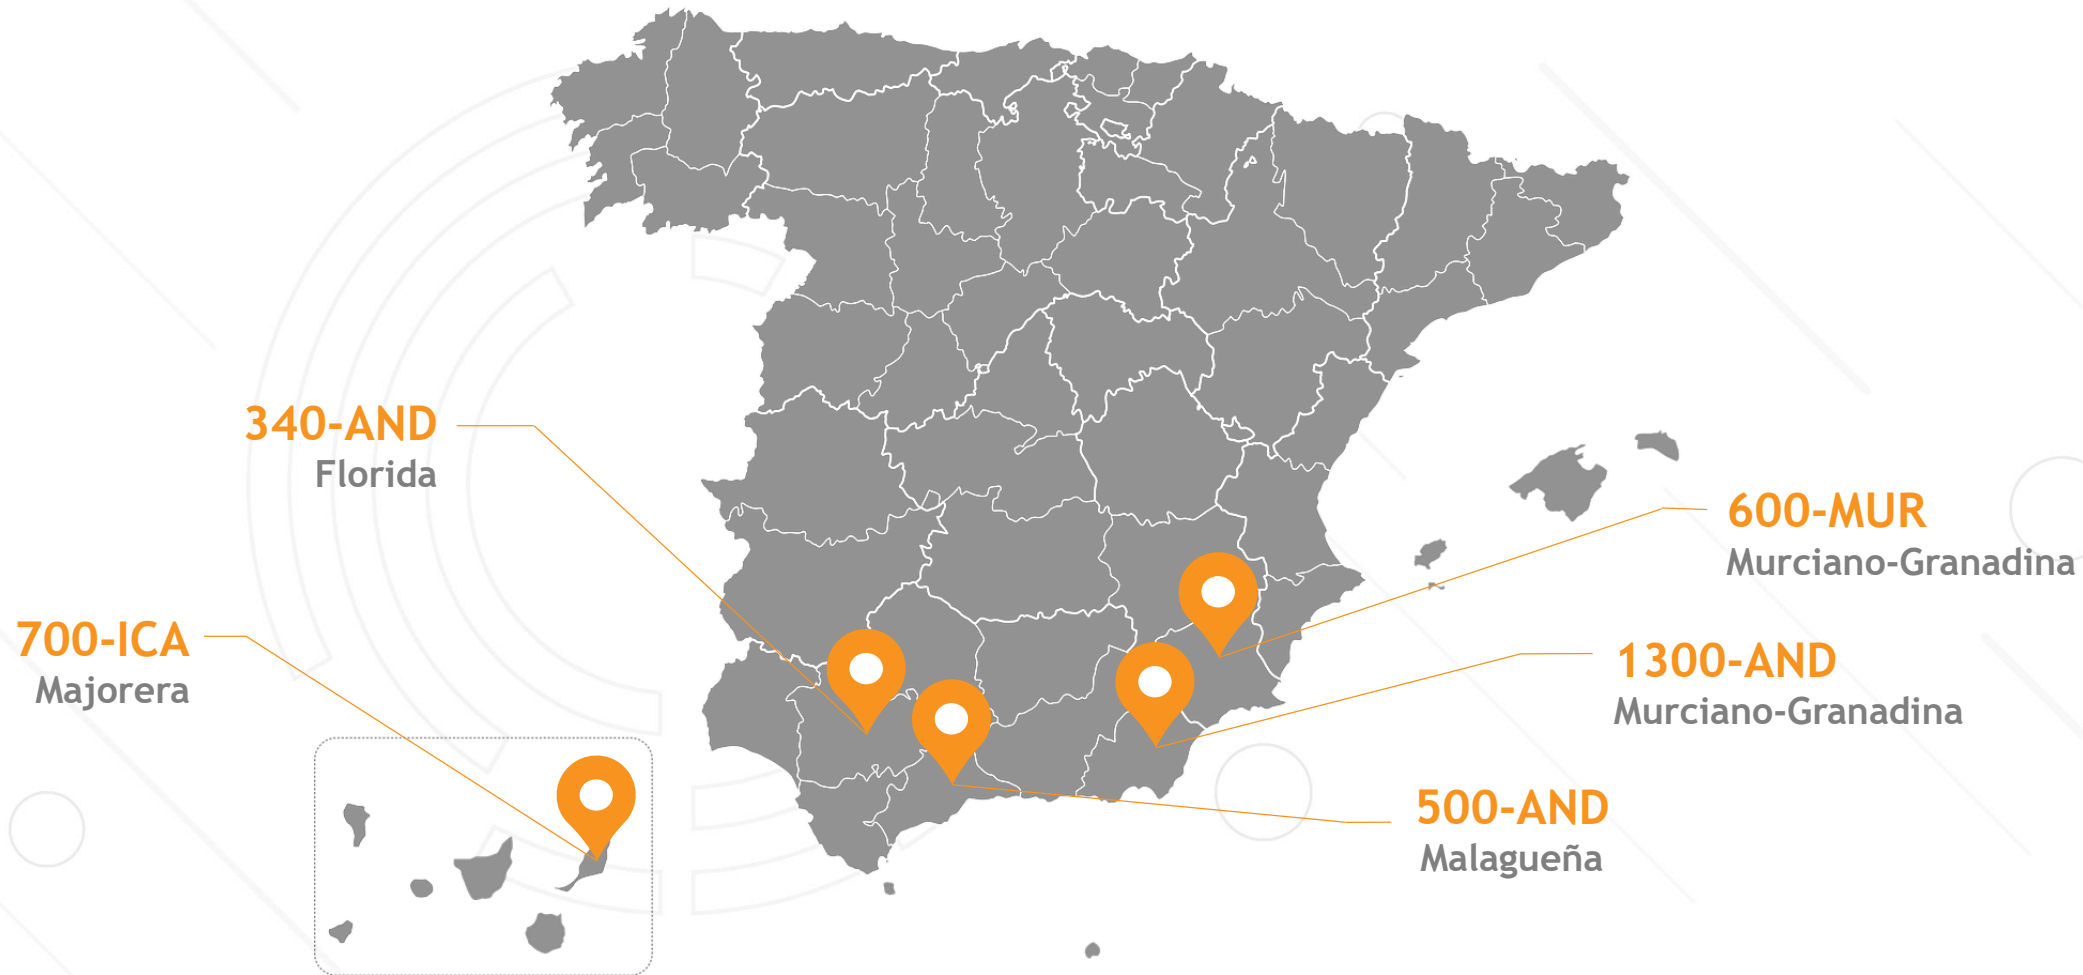 340-AND
Florida
600-MUR
Murciano-Granadina
700-ICA
Majorera
1300-AND
Murciano-Granadina
500-AND
Malagueña